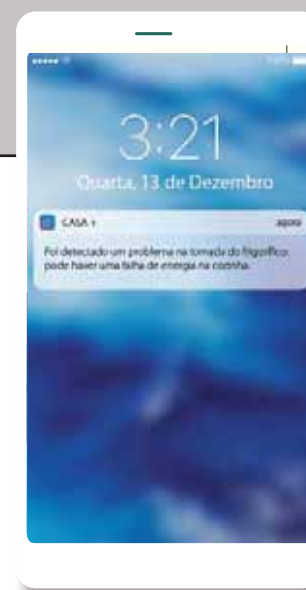 3:21
Quarta, 13 de Dezembro
CASA +
agora
Foi detectado um problema na tomada do frigorífico:
pode haver uma falha de energia na cozinha.